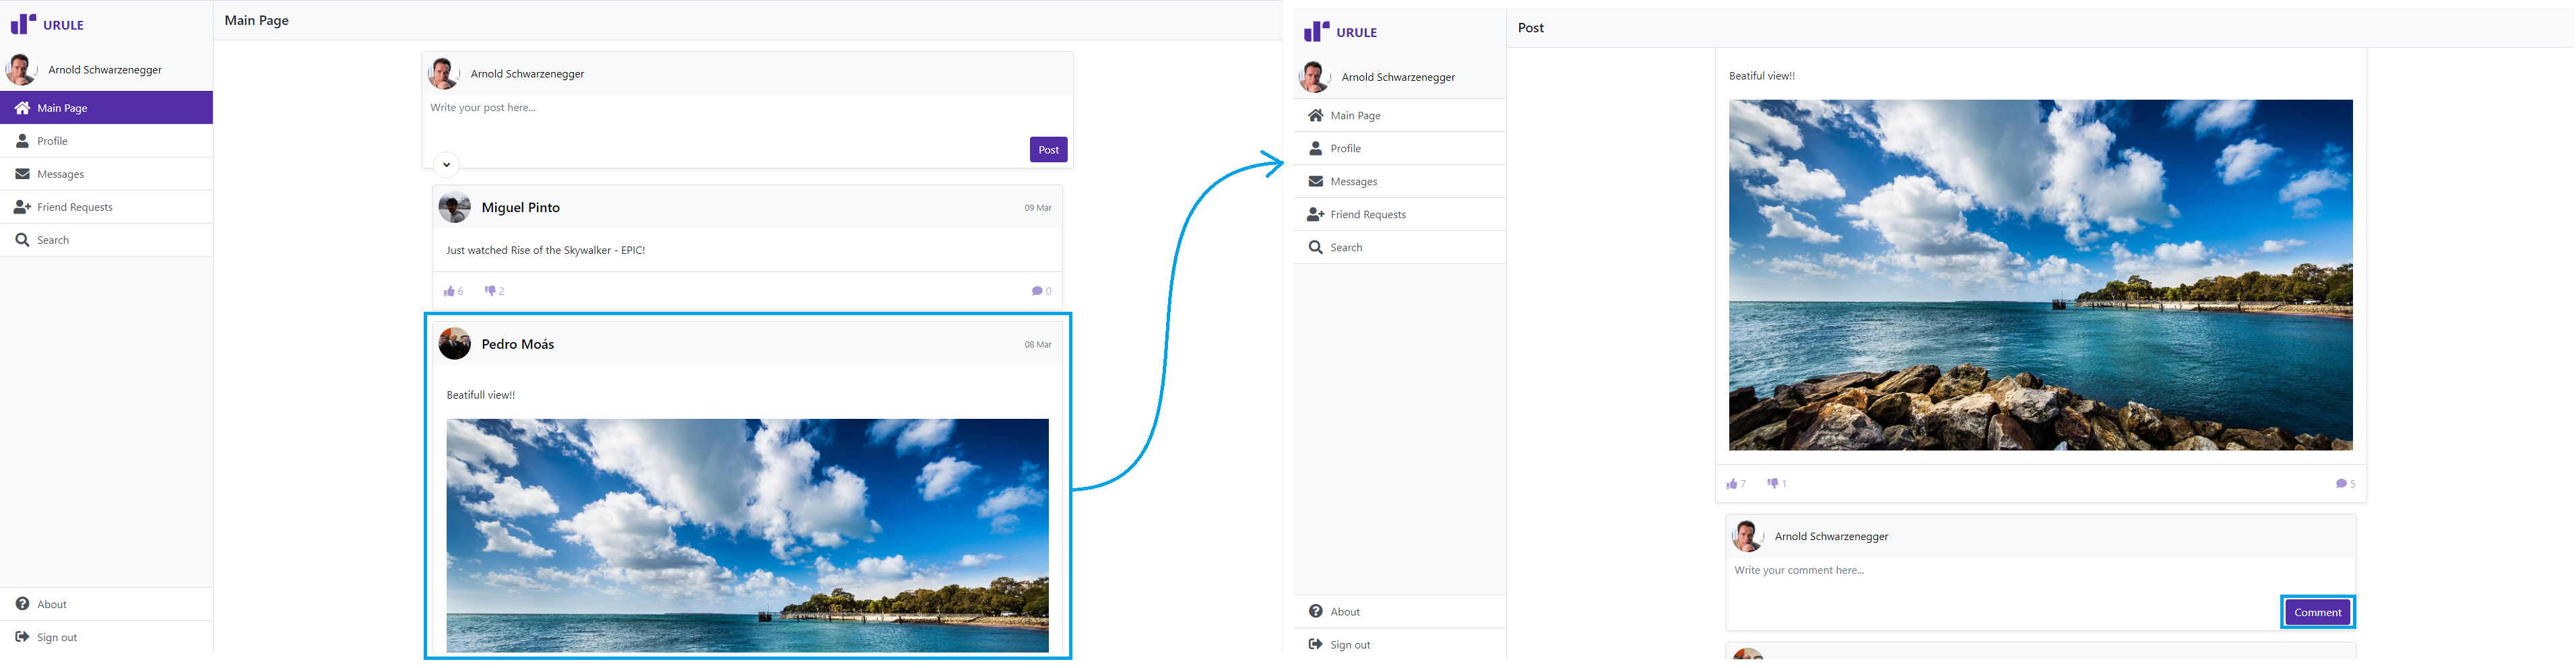 URULE
Arnold Schwarzenegger
Main Page
Profile
Messages
Friend Requests
Search
About
Sign out
Main Page
Arnold Schwarzenegger
Write your post here...
Post
Miguel Pinto
09 Mar
Just watched Rise of the Skywalker - EPIC!
6
2
0
Pedro Moás
08 Mar
Beatifull view!!
URULE
Arnold Schwarzenegger
Main Page
Profile
Messages
Friend Requests
Search
About
Sign out
Post
Beatiful view!!
7
1
5
Arnold Schwarzenegger
Write your comment here...
Comment